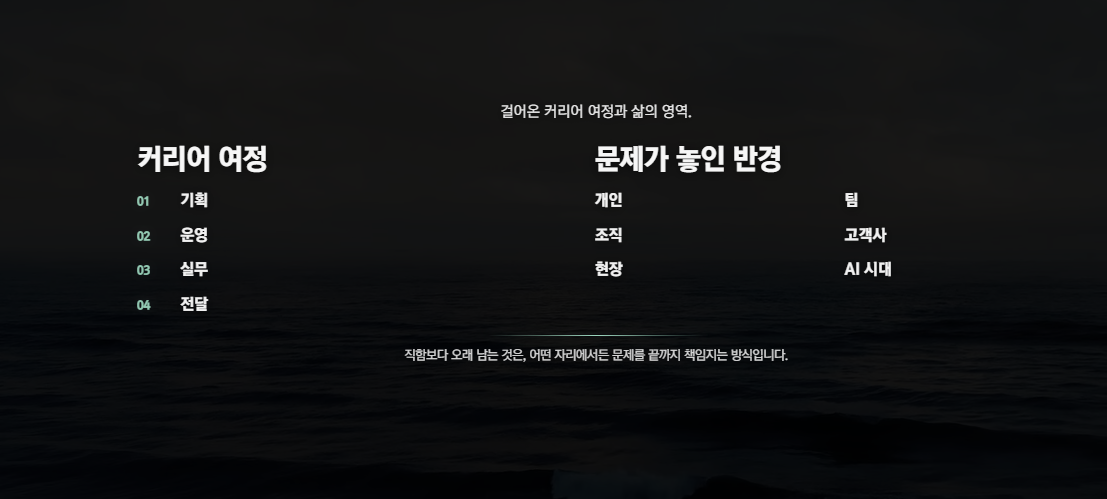 걸어온 커리어 여정과 삶의 영역.
커리어 여정
01 기획
02 운영
03 실무
04 전달
문제가 놓인 반경
개인 팀
조직 고객사
현장 AI 시대
직함보다 오래 남는 것은, 어떤 자리에서든 문제를 끝까지 책임지는 방식입니다.